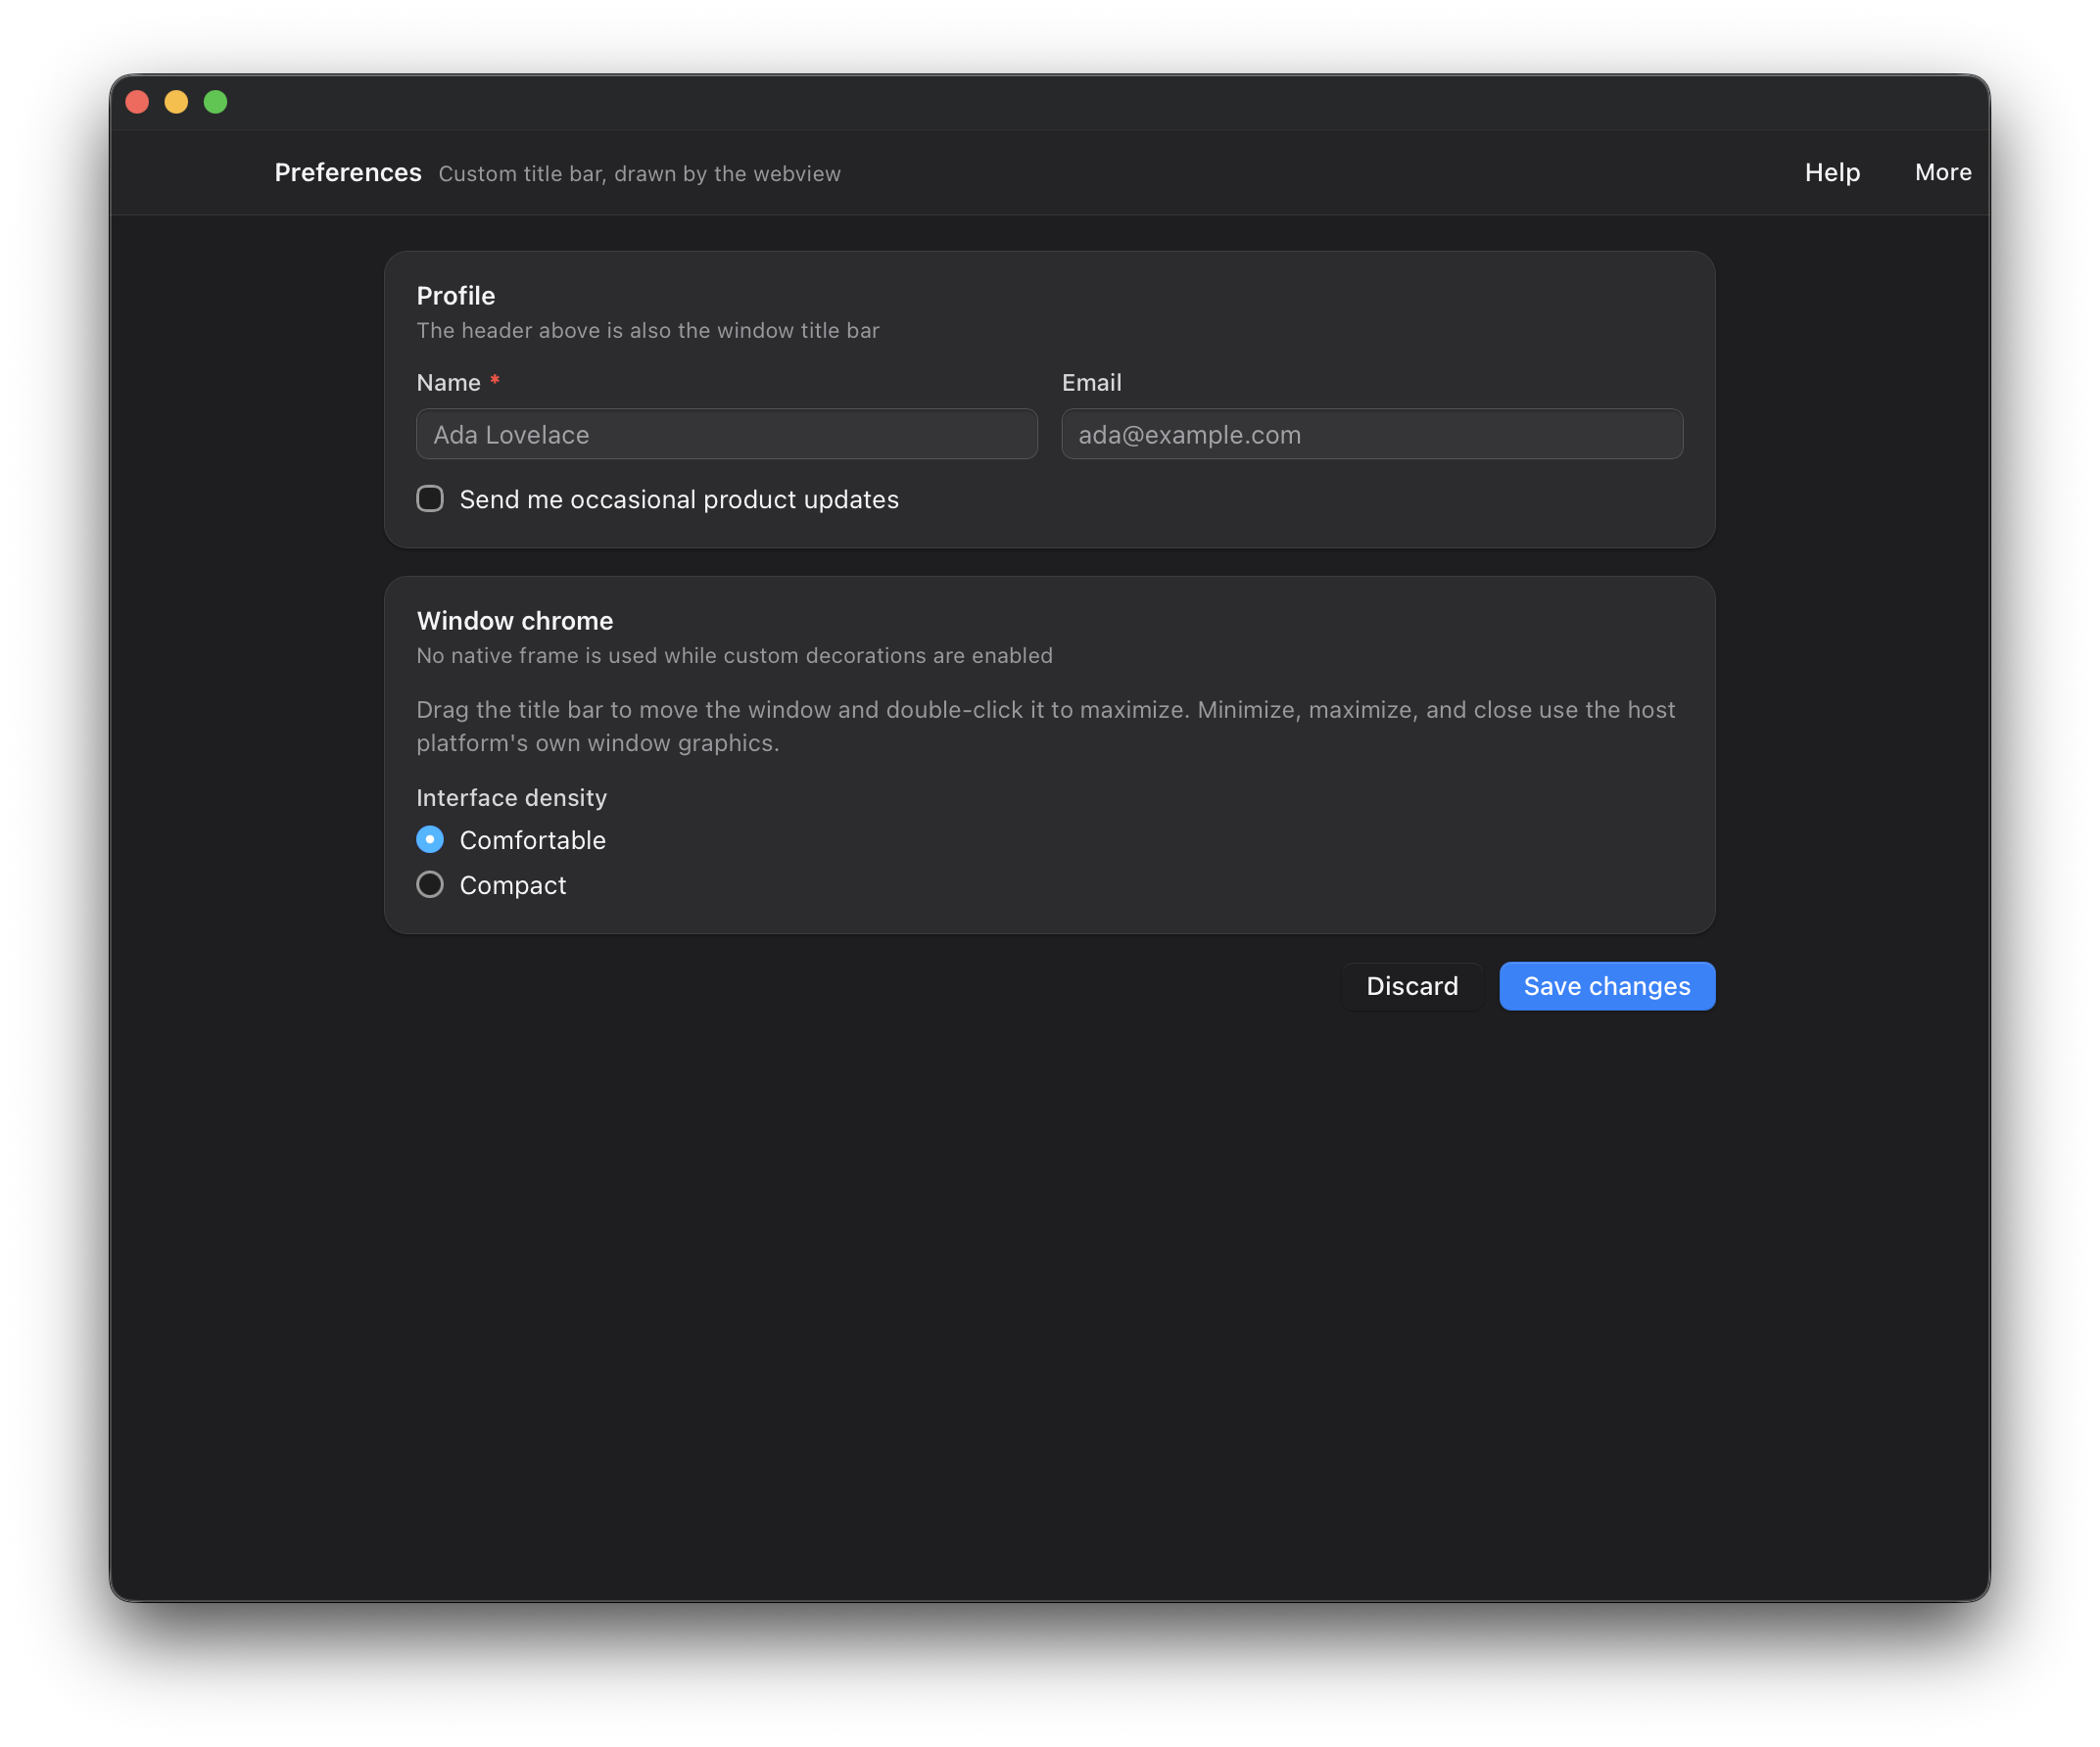 Preferences Custom title bar, drawn by the webview Help More
Profile
The header above is also the window title bar
Name * Email
Ada Lovelace ada@example.com
Send me occasional product updates
Window chrome
No native frame is used while custom decorations are enabled
Drag the title bar to move the window and double-click it to maximize. Minimize, maximize, and close use the host
platform's own window graphics.
Interface density
Comfortable
Compact
Discard Save changes